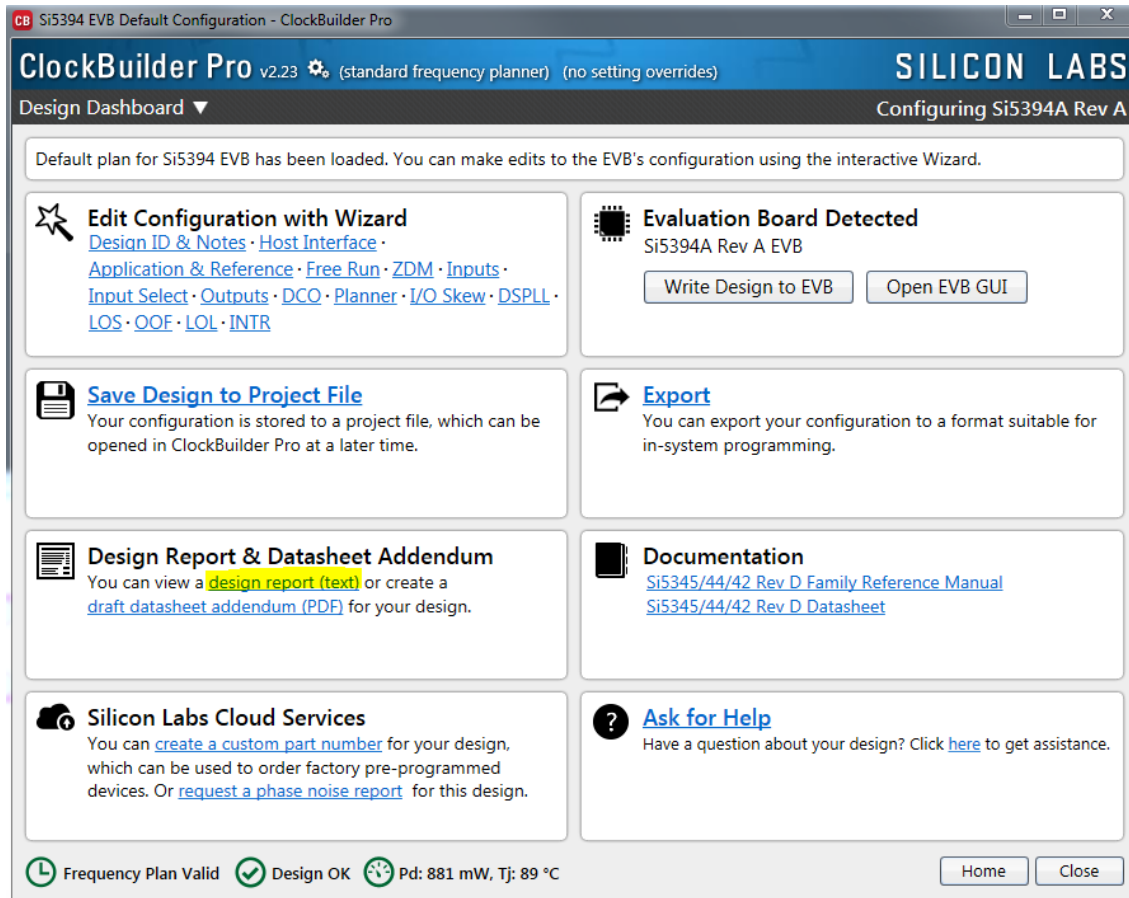 CB Si5394 EVB Default Configuration - ClockBuilder Pro
ClockBuilder Pro v2.23 (standard frequency planner) (no setting overrides) SILICON LABS
Design Dashboard ▼ Configuring Si5394A Rev A
Default plan for Si5394 EVB has been loaded. You can make edits to the EVB's configuration using the interactive Wizard.
Edit Configuration with Wizard
Design ID & Notes · Host Interface ·
Application & Reference · Free Run · ZDM · Inputs ·
Input Select · Outputs · DCO · Planner · I/O Skew · DSPLL ·
LOS · OOF · LOL · INTR
Evaluation Board Detected
Si5394A Rev A EVB
Write Design to EVB Open EVB GUI
Save Design to Project File
Your configuration is stored to a project file, which can be
opened in ClockBuilder Pro at a later time.
Export
You can export your configuration to a format suitable for
in-system programming.
Design Report & Datasheet Addendum
You can view a design report (text) or create a
draft datasheet addendum (PDF) for your design.
Documentation
Si5345/44/42 Rev D Family Reference Manual
Si5345/44/42 Rev D Datasheet
Silicon Labs Cloud Services
You can create a custom part number for your design,
which can be used to order factory pre-programmed
devices. Or request a phase noise report for this design.
Ask for Help
Have a question about your design? Click here to get assistance.
Frequency Plan Valid Design OK Pd: 881 mW, Tj: 89 °C Home Close